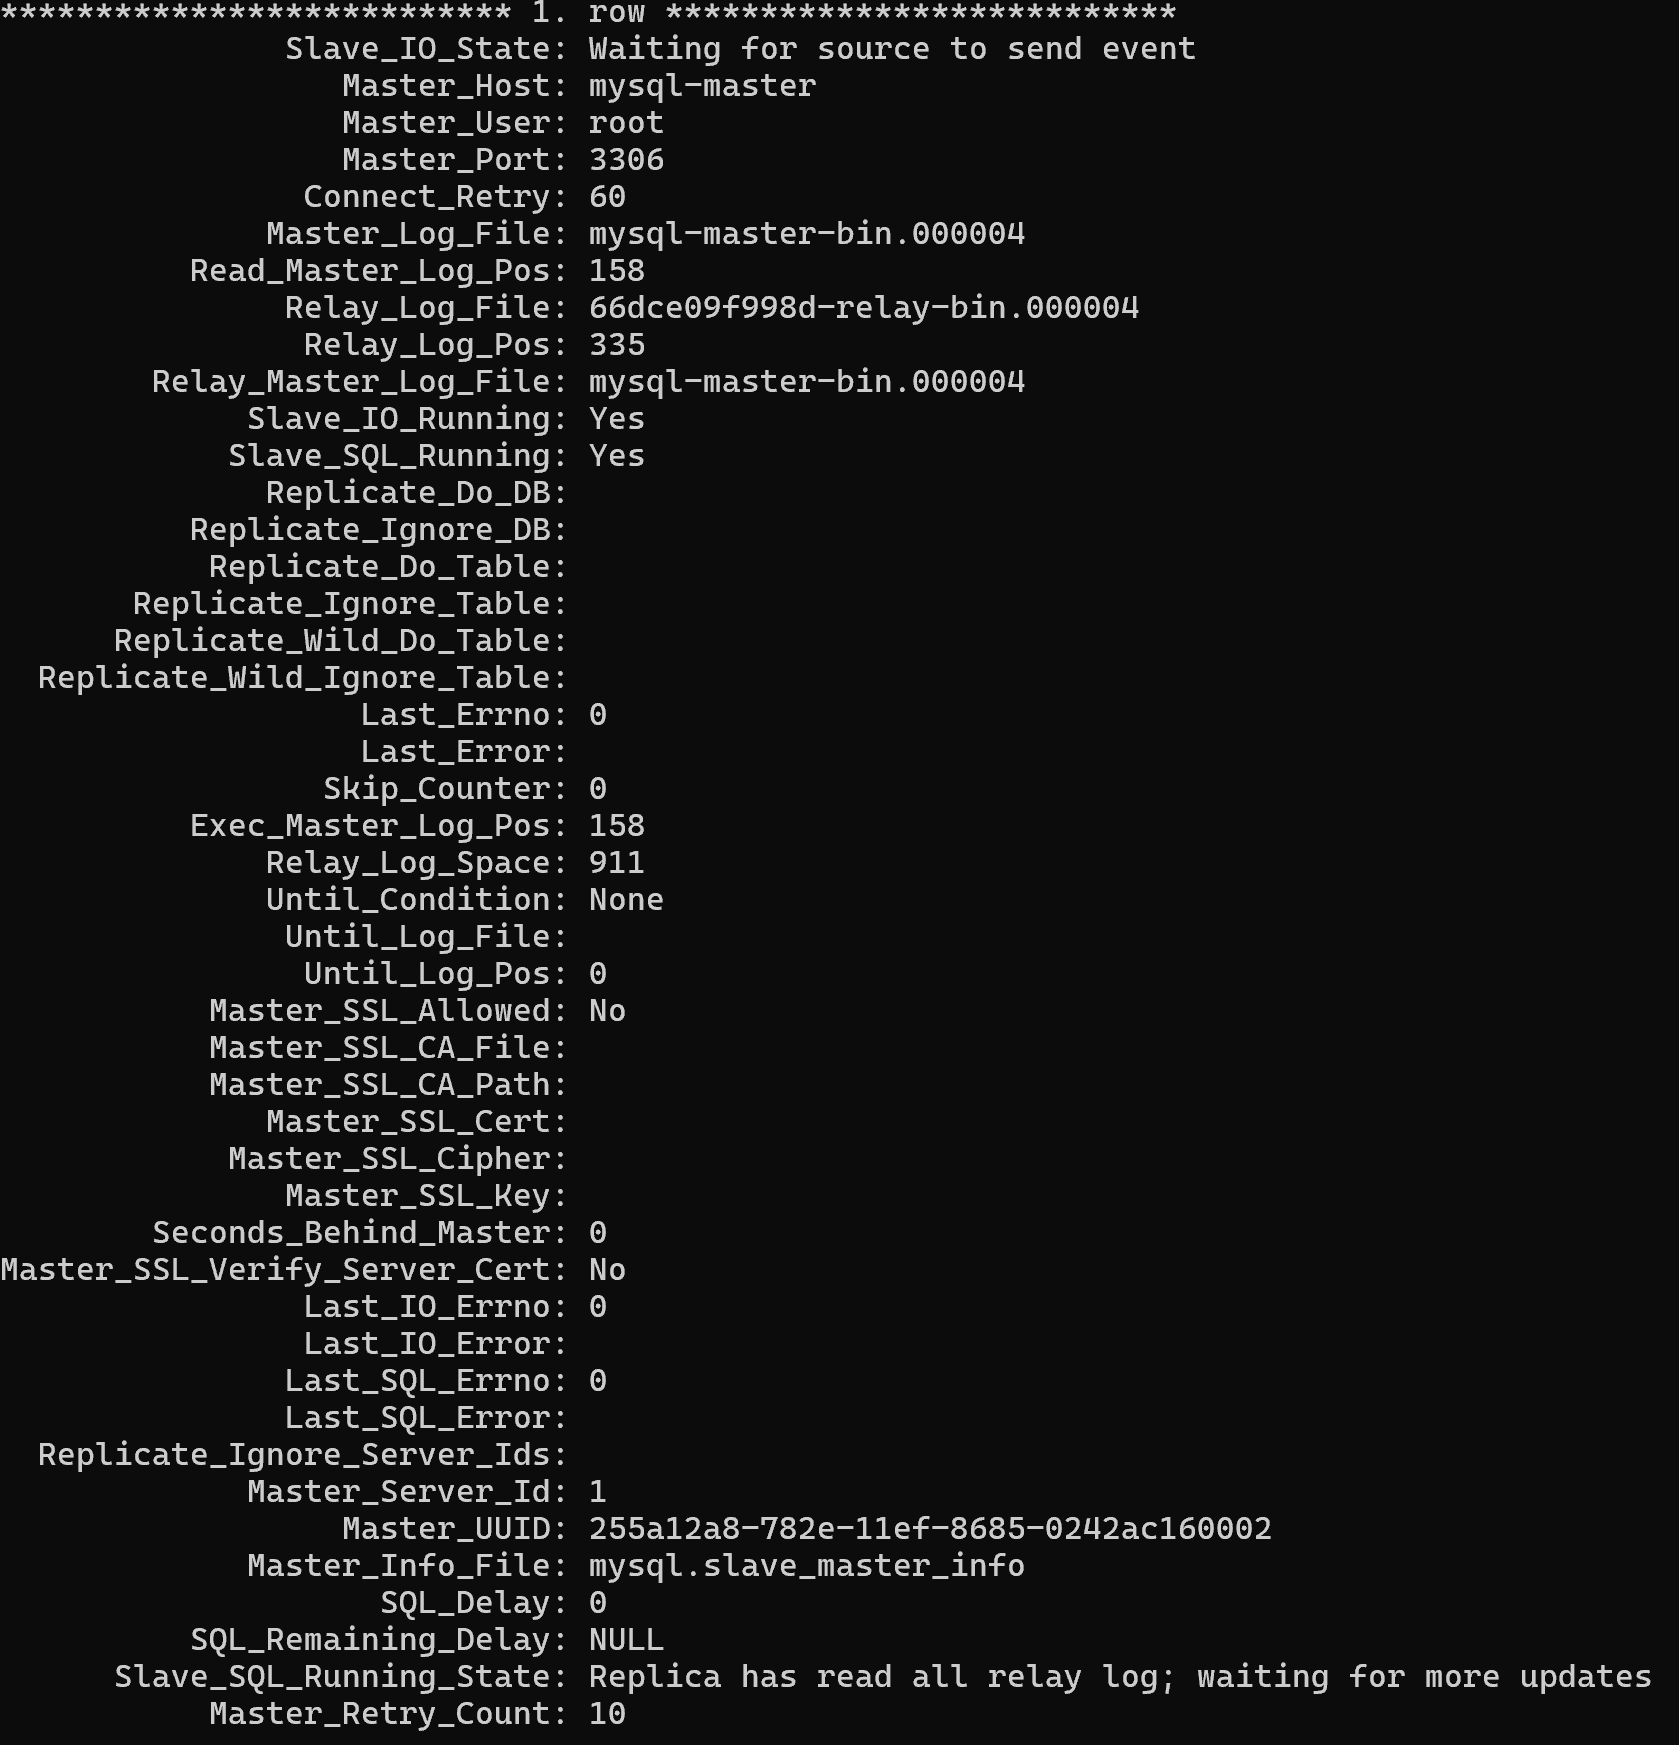 *************************** 1. row ***************************
Slave_IO_State: Waiting for source to send event
Master_Host: mysql-master
Master_User: root
Master_Port: 3306
Connect_Retry: 60
Master_Log_File: mysql-master-bin.000004
Read_Master_Log_Pos: 158
Relay_Log_File: 66dce09f998d-relay-bin.000004
Relay_Log_Pos: 335
Relay_Master_Log_File: mysql-master-bin.000004
Slave_IO_Running: Yes
Slave_SQL_Running: Yes
Replicate_Do_DB:
Replicate_Ignore_DB:
Replicate_Do_Table:
Replicate_Ignore_Table:
Replicate_Wild_Do_Table:
Replicate_Wild_Ignore_Table:
Last_Errno: 0
Last_Error:
Skip_Counter: 0
Exec_Master_Log_Pos: 158
Relay_Log_Space: 911
Until_Condition: None
Until_Log_File:
Until_Log_Pos: 0
Master_SSL_Allowed: No
Master_SSL_CA_File:
Master_SSL_CA_Path:
Master_SSL_Cert:
Master_SSL_Cipher:
Master_SSL_Key:
Seconds_Behind_Master: 0
Master_SSL_Verify_Server_Cert: No
Last_IO_Errno: 0
Last_IO_Error:
Last_SQL_Errno: 0
Last_SQL_Error:
Replicate_Ignore_Server_Ids:
Master_Server_Id: 1
Master_UUID: 255a12a8-782e-11ef-8685-0242ac160002
Master_Info_File: mysql.slave_master_info
SQL_Delay: 0
SQL_Remaining_Delay: NULL
Slave_SQL_Running_State: Replica has read all relay log; waiting for more updates
Master_Retry_Count: 10